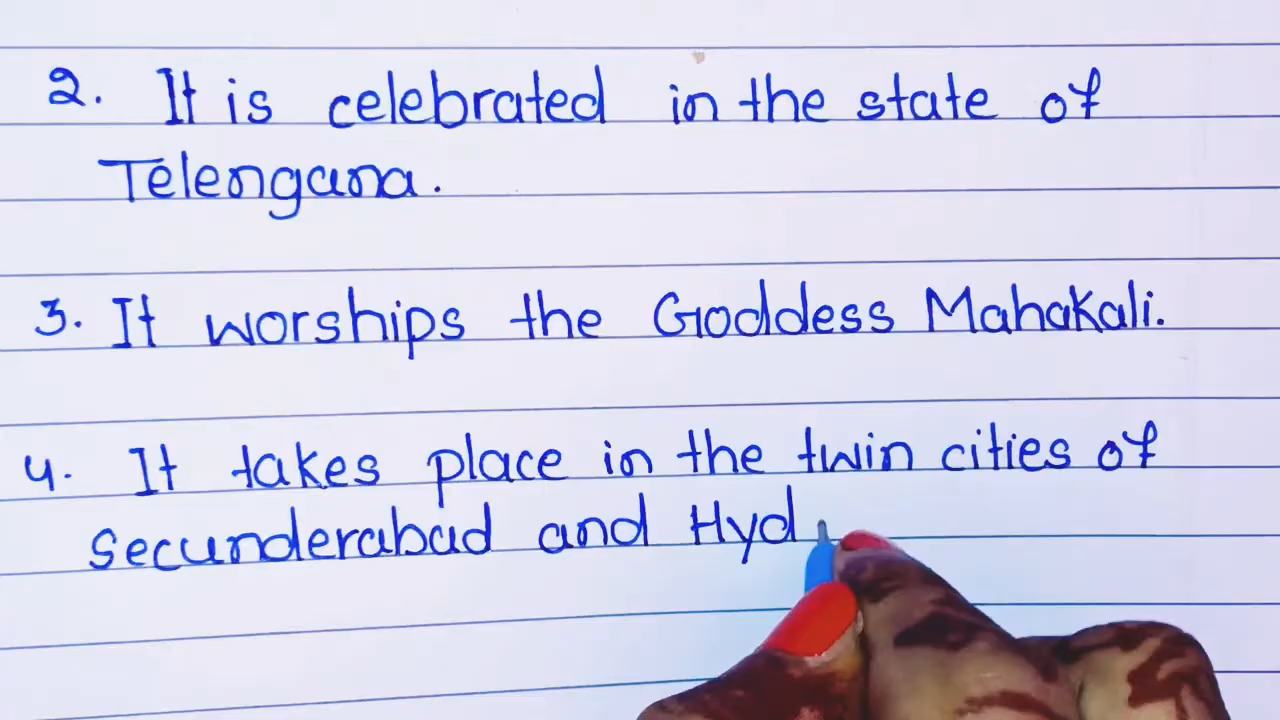 2. It is celebrated in the state of
Telengana.
3. It worships the Goddess Mahakali.
4. It takes place in the twin cities of
secunderabad and Hyd